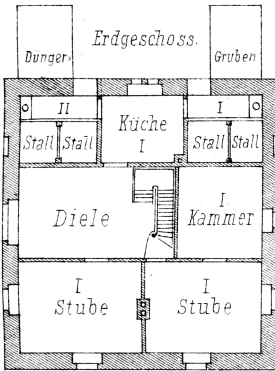 Erdgeschoss.
Dünger- Gruben
II I
Küche
I
Stall Stall Stall Stall
Diele
I
Kammer
I
Stube
I
Stube